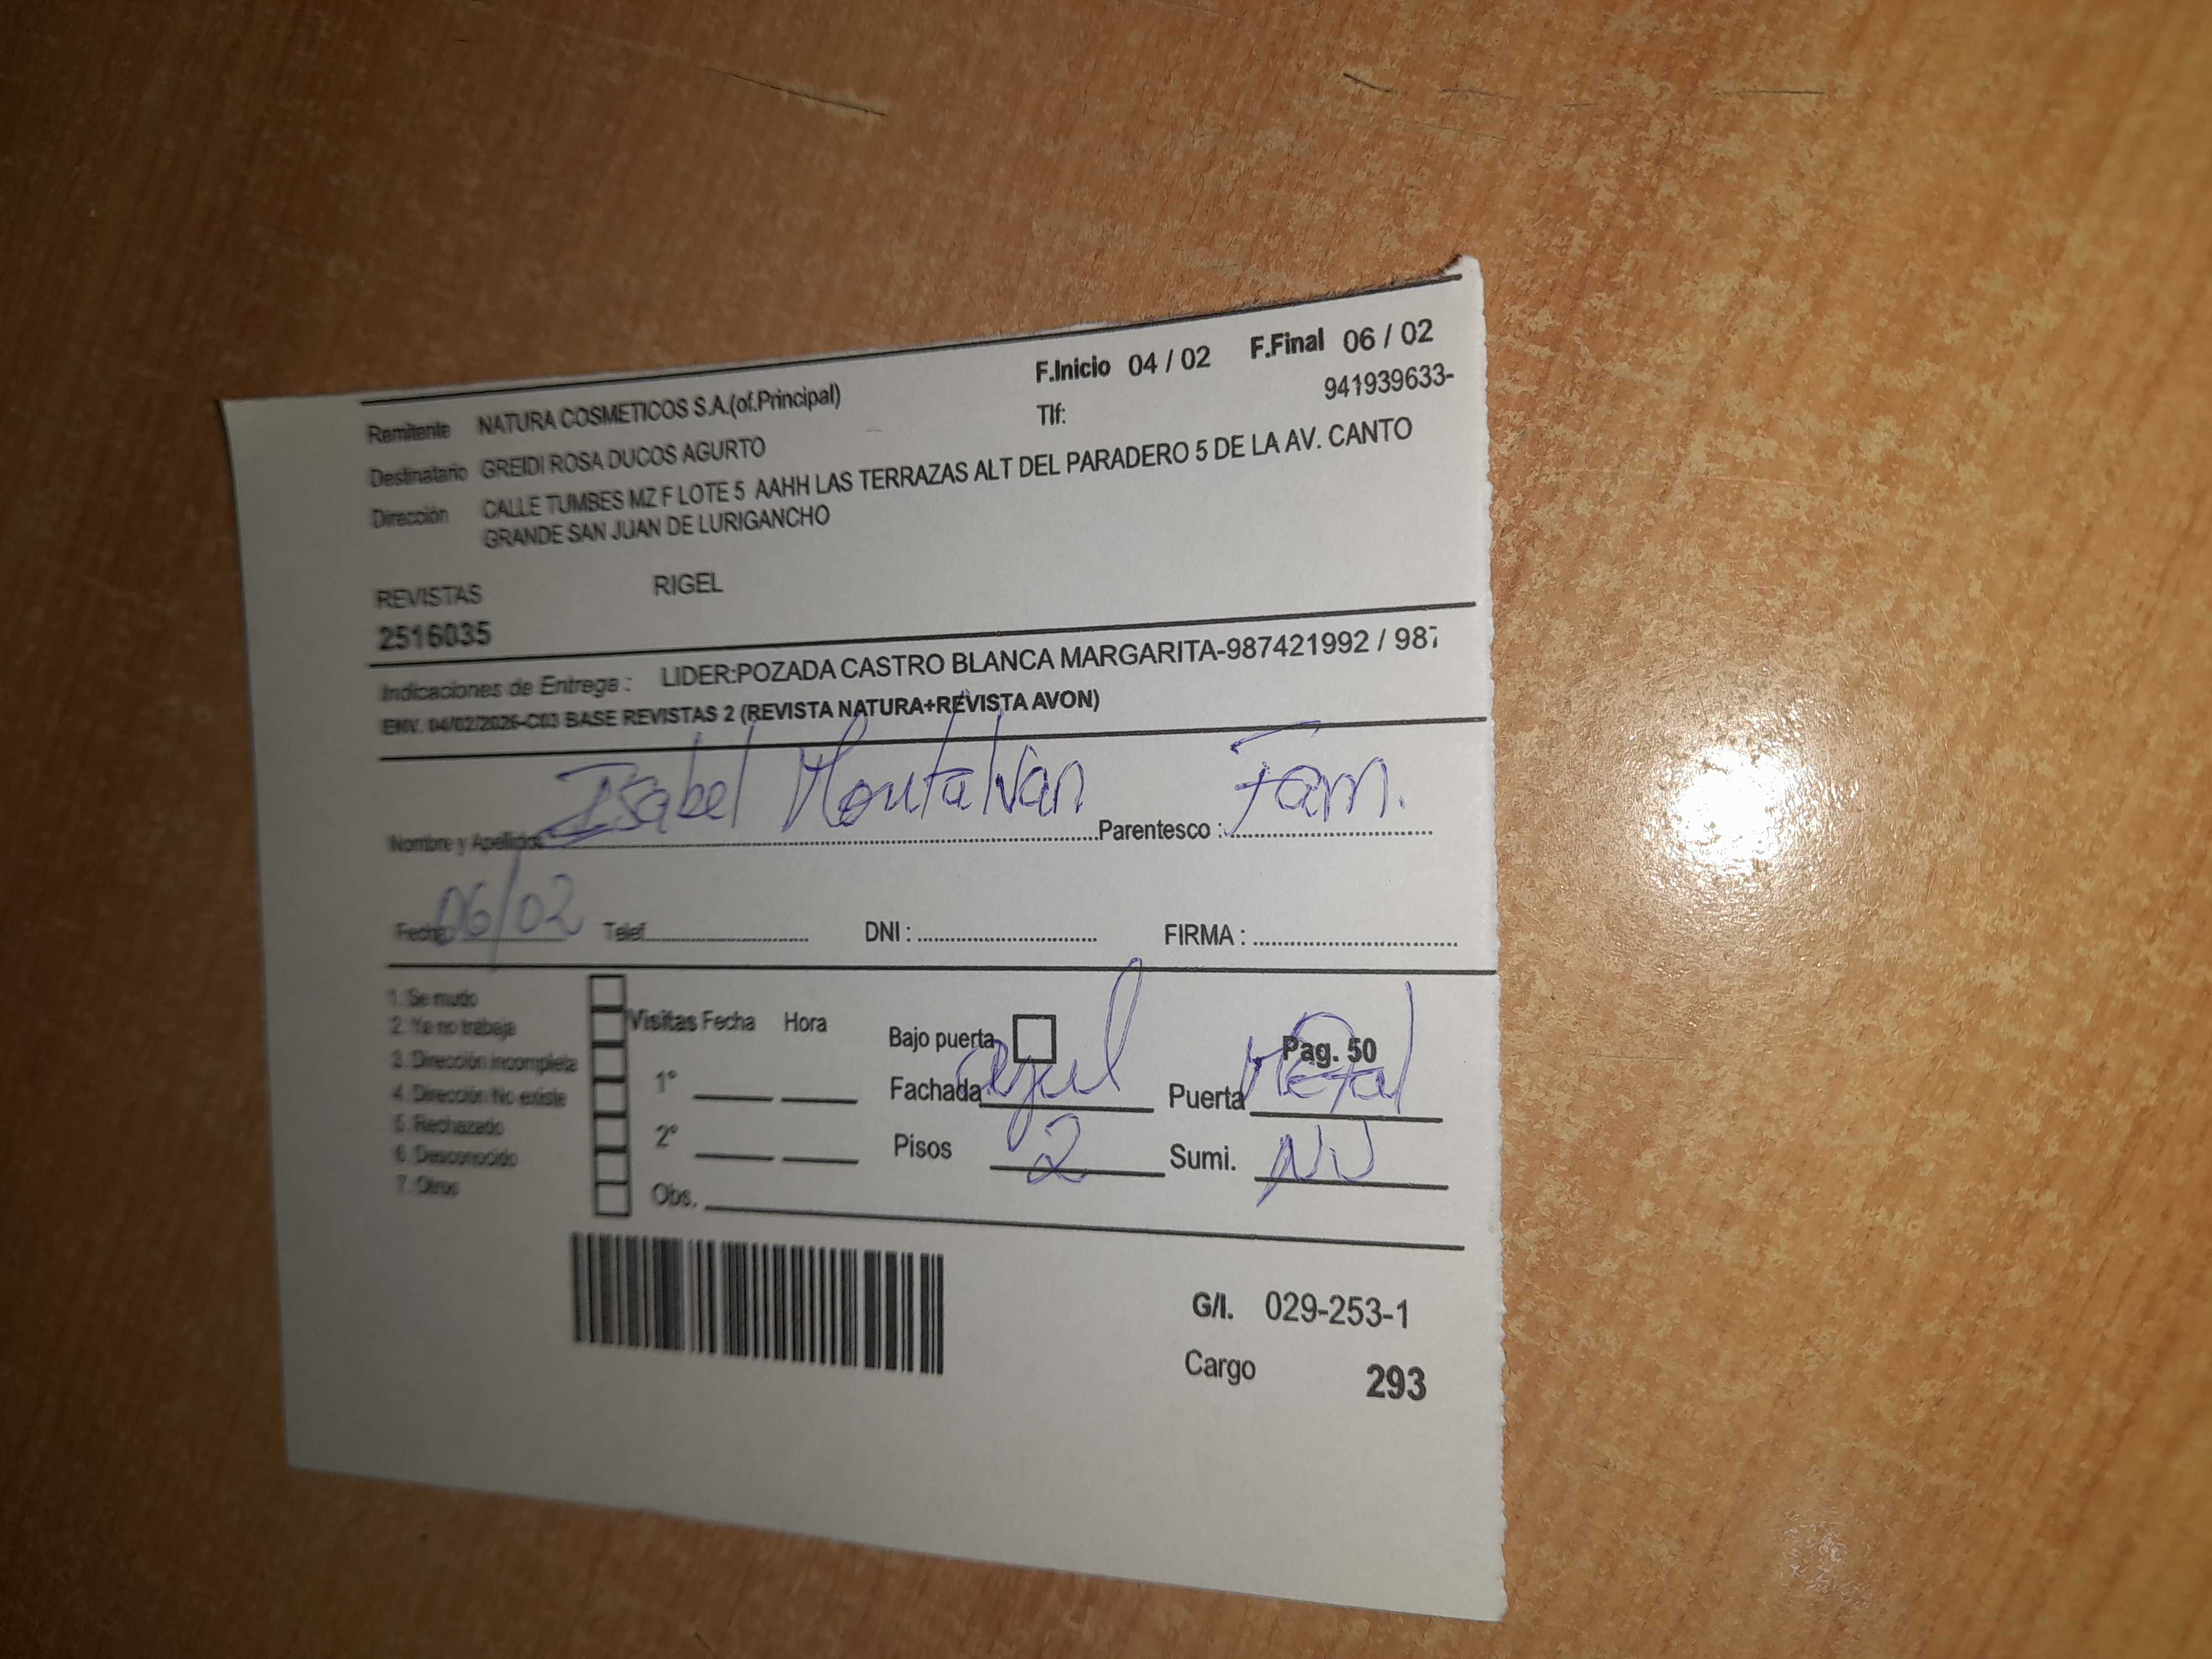 F.Inicio 04 / 02 F.Final 06 / 02
Remitente NATURA COSMETICOS S.A.(of.Principal) Tlf: 941939633-
Destinatario GREIDI ROSA DUCOS AGURTO
Dirección CALLE TUMBES MZ F LOTE 5 AAHH LAS TERRAZAS ALT DEL PARADERO 5 DE LA AV. CANTO
GRANDE SAN JUAN DE LURIGANCHO
REVISTAS RIGEL
2516035
Indicaciones de Entrega : LIDER:POZADA CASTRO BLANCA MARGARITA-987421992 / 987
ENV. 04/02/2026-C03 BASE REVISTAS 2 (REVISTA NATURA+REVISTA AVON)
Nombre y Apellidos Isabel Montalvan Parentesco : Fam.
Fecha 06/02 Telef. DNI : FIRMA :
1. Se mudo
2. Ya no trabaja
3. Dirección incompleta
4. Dirección No existe
5. Rechazado
6. Desconocido
7. Otros
Visitas Fecha Hora
1°
2°
Obs.
Bajo puerta Pag. 50
Fachada azul Puerta Metal
Pisos 2 Sumi. NV
G/I. 029-253-1
Cargo 293